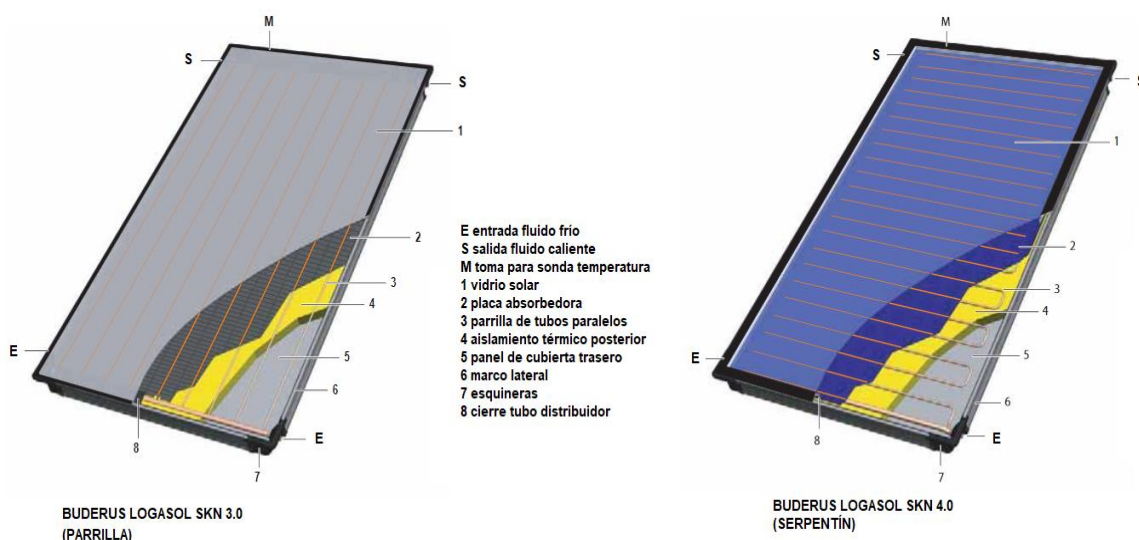 M
S
S
1
2
3
4
5
6
E
E
8
7
BUDERUS LOGASOL SKN 3.0
(PARRILLA)
E entrada fluido frío
S salida fluido caliente
M toma para sonda temperatura
1 vidrio solar
2 placa absorbedora
3 parrilla de tubos paralelos
4 aislamiento térmico posterior
5 panel de cubierta trasero
6 marco lateral
7 esquineras
8 cierre tubo distribuidor
M
S
S
1
2
3
4
5
6
E
E
8
7
BUDERUS LOGASOL SKN 4.0
(SERPENTÍN)